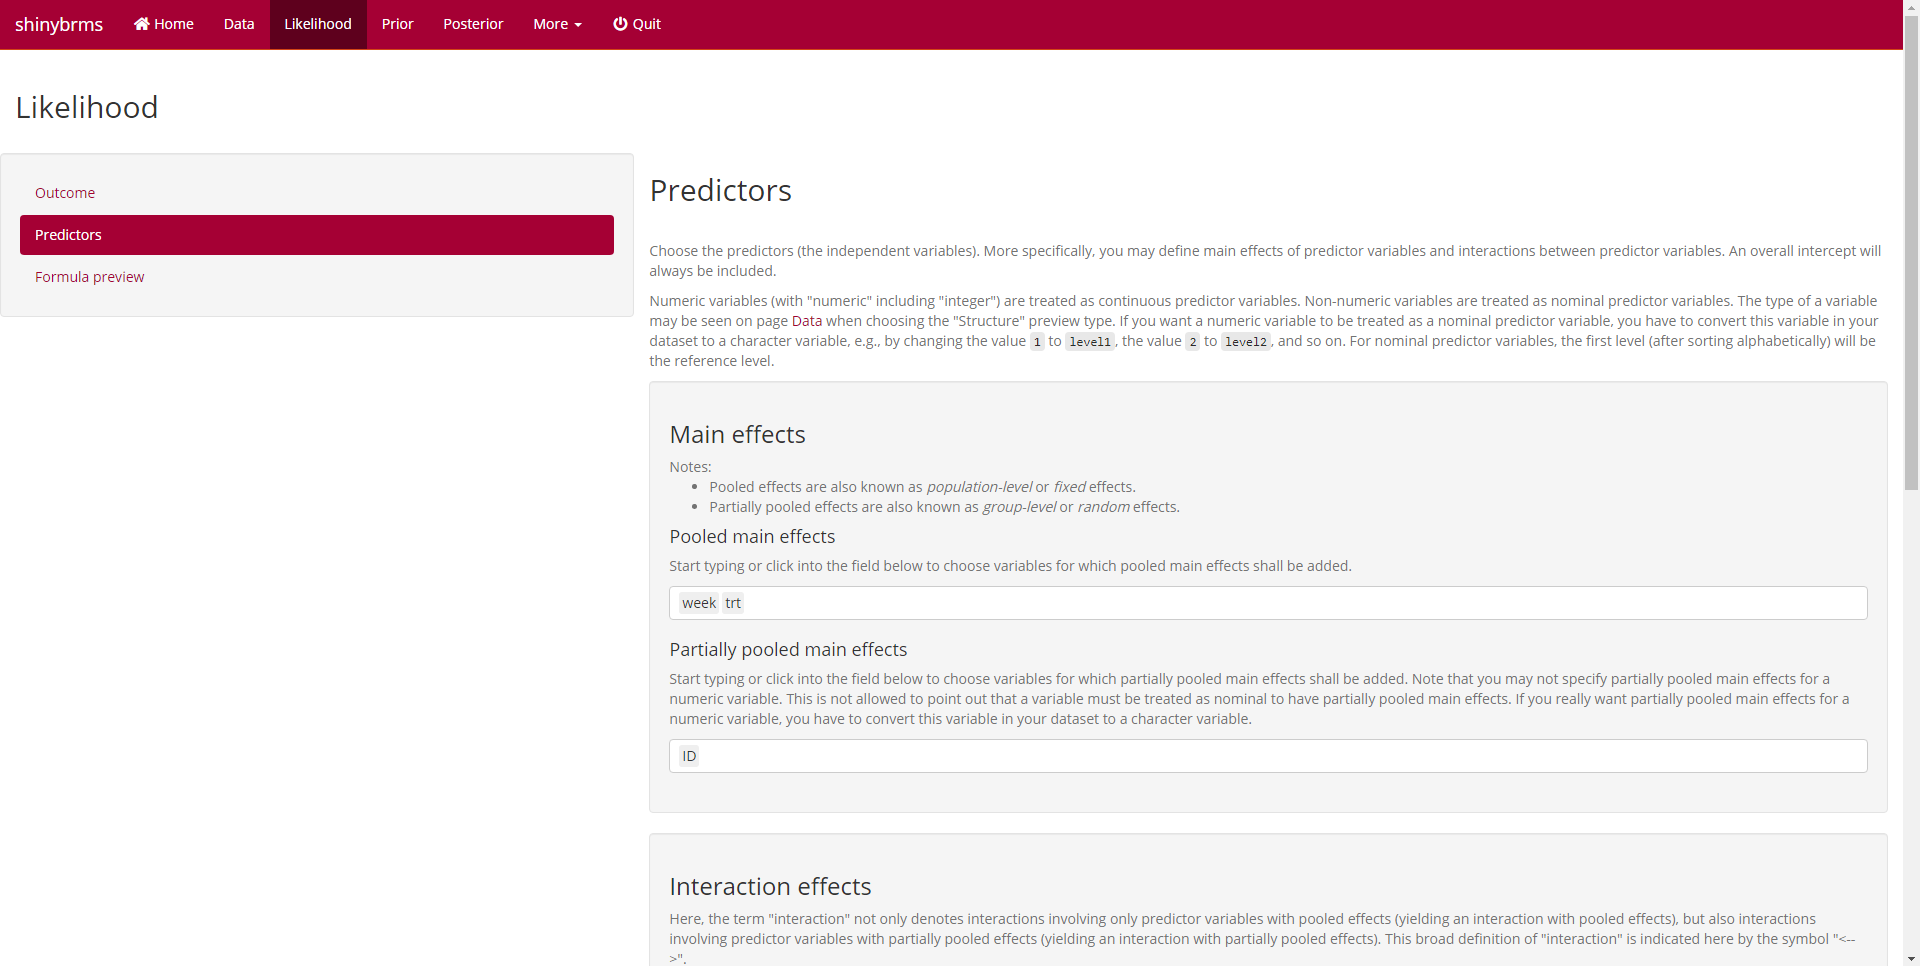 shinybrms Home Data Likelihood Prior Posterior More Quit
Likelihood
Outcome
Predictors
Formula preview
Predictors
Choose the predictors (the independent variables). More specifically, you may define main effects of predictor variables and interactions between predictor variables. An overall intercept will
always be included.
Numeric variables (with "numeric" including "integer") are treated as continuous predictor variables. Non-numeric variables are treated as nominal predictor variables. The type of a variable
may be seen on page Data when choosing the "Structure" preview type. If you want a numeric variable to be treated as a nominal predictor variable, you have to convert this variable in your
dataset to a character variable, e.g., by changing the value 1 to level1, the value 2 to level2, and so on. For nominal predictor variables, the first level (after sorting alphabetically) will be
the reference level.
Main effects
Notes:
• Pooled effects are also known as population-level or fixed effects.
• Partially pooled effects are also known as group-level or random effects.
Pooled main effects
Start typing or click into the field below to choose variables for which pooled main effects shall be added.
week trt
Partially pooled main effects
Start typing or click into the field below to choose variables for which partially pooled main effects shall be added. Note that you may not specify partially pooled main effects for a
numeric variable. This is not allowed to point out that a variable must be treated as nominal to have partially pooled main effects. If you really want partially pooled main effects for a
numeric variable, you have to convert this variable in your dataset to a character variable.
ID
Interaction effects
Here, the term "interaction" not only denotes interactions involving only predictor variables with pooled effects (yielding an interaction with pooled effects), but also interactions
involving predictor variables with partially pooled effects (yielding an interaction with partially pooled effects). This broad definition of "interaction" is indicated here by the symbol "<--
>".